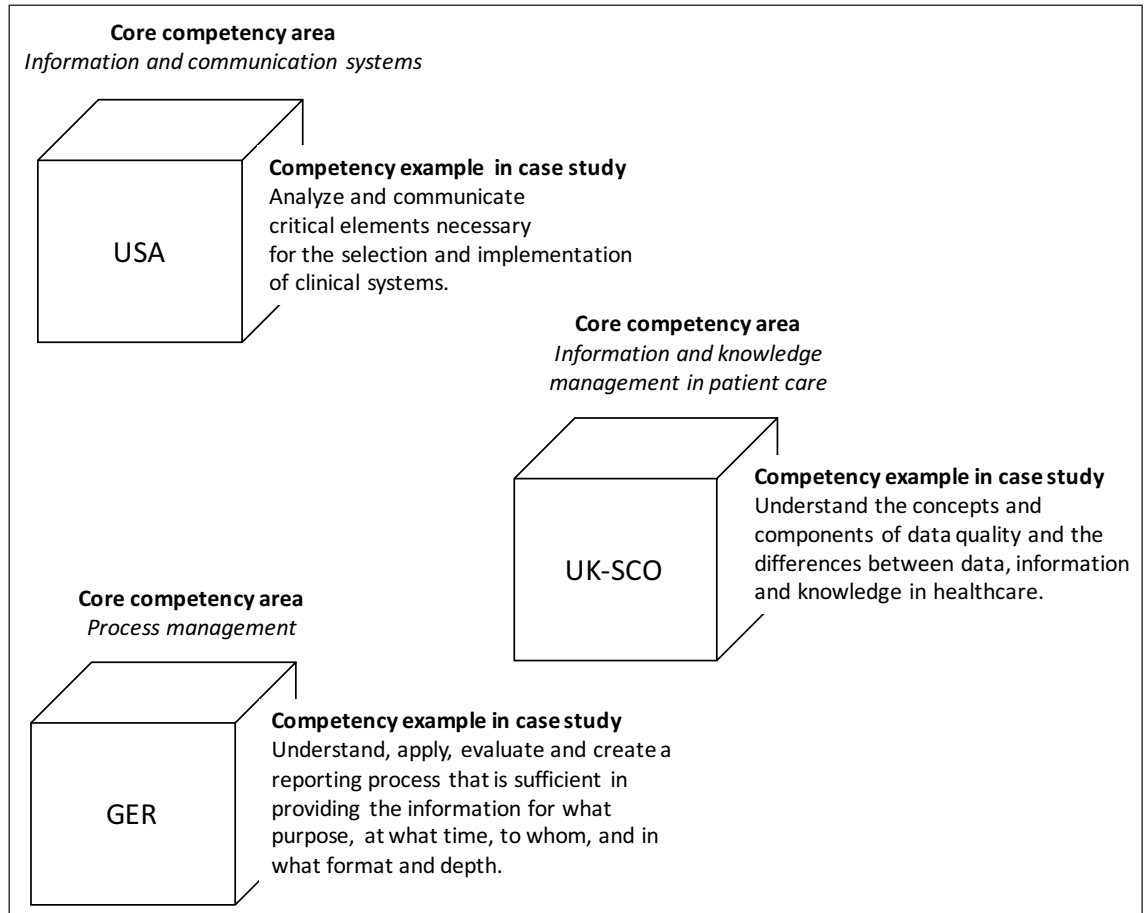 Core competency area
Information and communication systems
USA
Competency example in case study
Analyze and communicate
critical elements necessary
for the selection and implementation
of clinical systems.
Core competency area
Information and knowledge
management in patient care
UK-SCO
Competency example in case study
Understand the concepts and
components of data quality and the
differences between data, information
and knowledge in healthcare.
Core competency area
Process management
GER
Competency example in case study
Understand, apply, evaluate and create a
reporting process that is sufficient in
providing the information for what
purpose, at what time, to whom, and in
what format and depth.